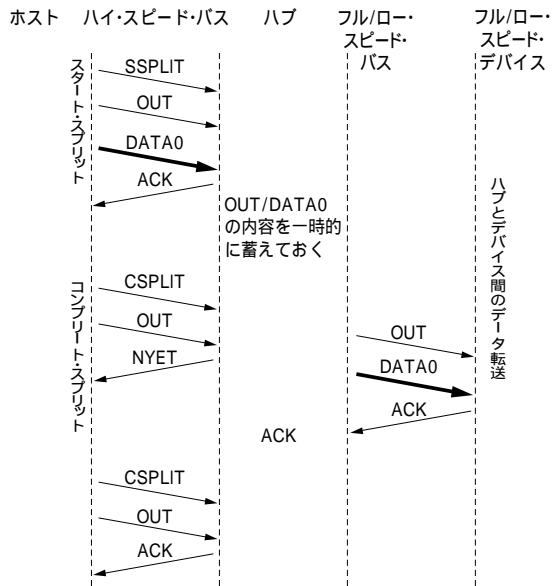 ホスト
ハイ・スピード・バス
ハブ
フル/ロー・
スピード・
バス
フル/ロー・
スピード・
デバイス
スタート・スプリット
SSPLIT
OUT
DATA0
ACK
OUT/DATA0
の内容を一時的
に蓄えておく
ハブとデバイス間のデータ転送
コンプリート・スプリット
CSPLIT
OUT
NYET
OUT
DATA0
ACK
ACK
CSPLIT
OUT
ACK